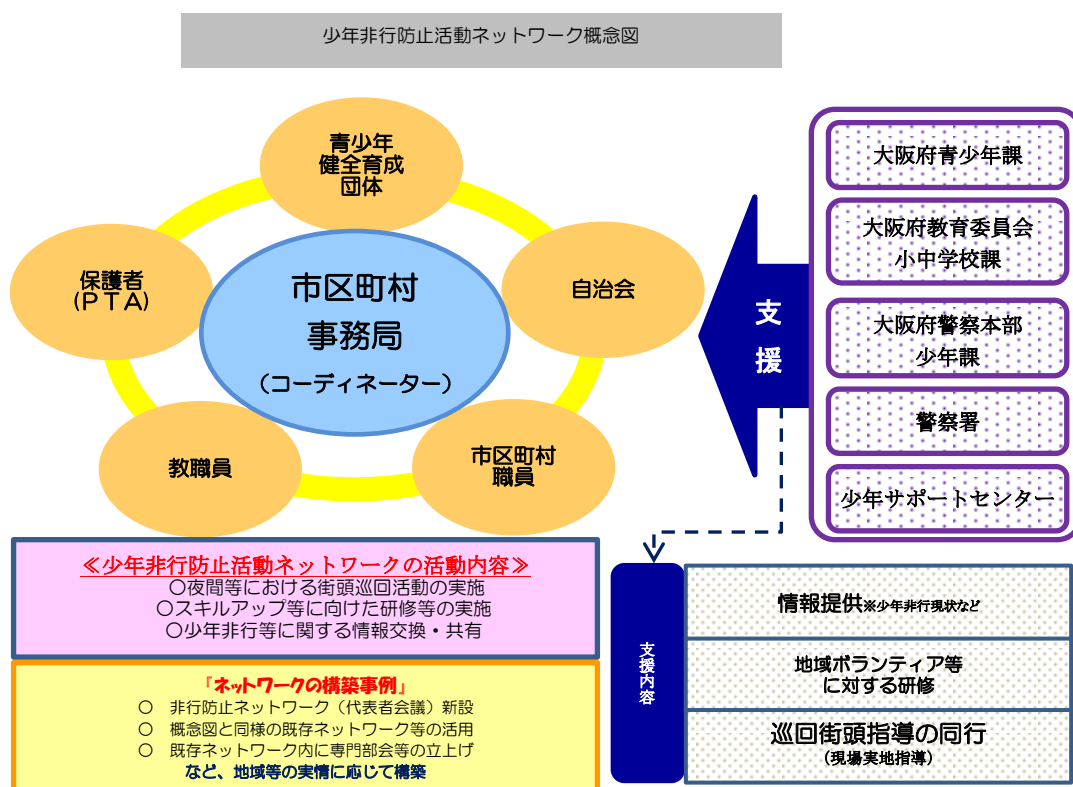 少年非行防止活動ネットワーク概念図
青少年
健全育成
団体
保護者
(ＰＴＡ)
市区町村
事務局
（コーディネーター）
自治会
教職員
市区町村
職員
支
援
大阪府青少年課
大阪府教育委員会
小中学校課
大阪府警察本部
少年課
警察署
少年サポートセンター
≪少年非行防止活動ネットワークの活動内容≫
〇夜間等における街頭巡回活動の実施
〇スキルアップ等に向けた研修等の実施
〇少年非行等に関する情報交換・共有
『ネットワークの構築事例』
〇　非行防止ネットワーク（代表者会議）新設
〇　概念図と同様の既存ネットワーク等の活用
〇　既存ネットワーク内に専門部会等の立上げ
など、地域等の実情に応じて構築
支援内容
情報提供※少年非行現状など
地域ボランティア等
に対する研修
巡回街頭指導の同行
（現場実地指導）